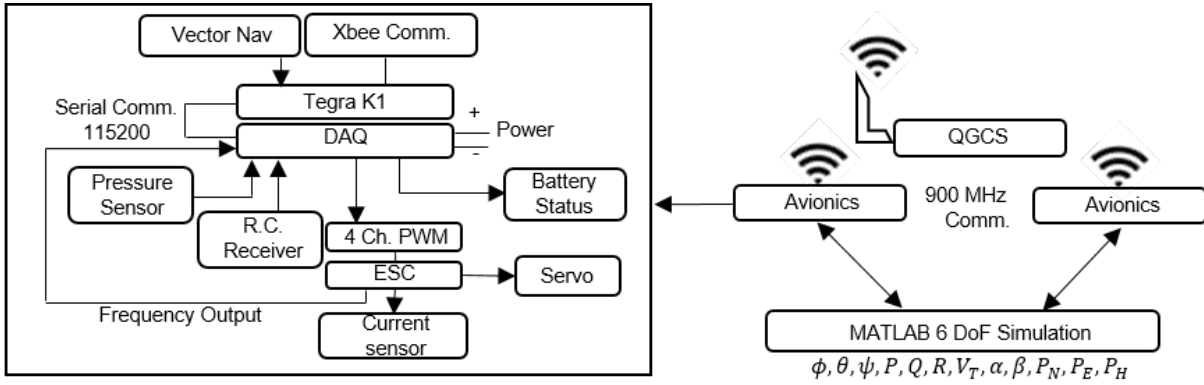 Vector Nav
Xbee Comm.
Tegra K1
Serial Comm.
115200
DAQ
+
-
Power
Pressure
Sensor
R.C.
Receiver
Battery
Status
4 Ch. PWM
ESC
Servo
Frequency Output
Current
sensor
QGCS
Avionics
900 MHz
Comm.
Avionics
MATLAB 6 DoF Simulation
ϕ, θ, ψ, P, Q, R, V_T, α, β, P_N, P_E, P_H